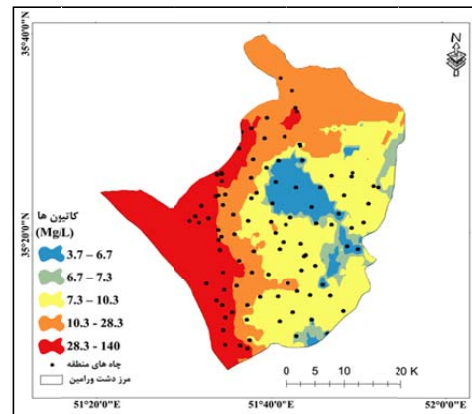 35°40'0"N
N
35°20'0"N
کاتیون ها
(Mg/L)
3.7 – 6.7
6.7 – 7.3
7.3 – 10.3
10.3 - 28.3
28.3 - 140
چاه های منطقه
مرز دشت ورامین
0 5 10 20 K
51°20'0"E 51°40'0"E 52°0'0"E